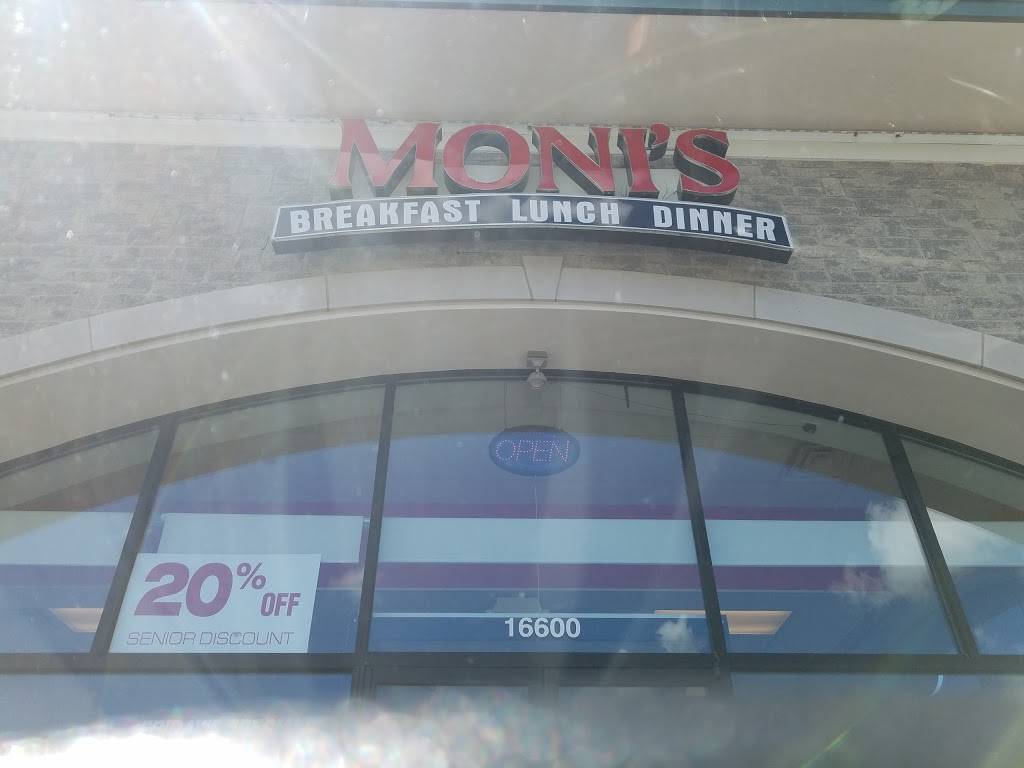 MONI'S
BREAKFAST LUNCH DINNER
OPEN
20% OFF
SENIOR DISCOUNT
16600